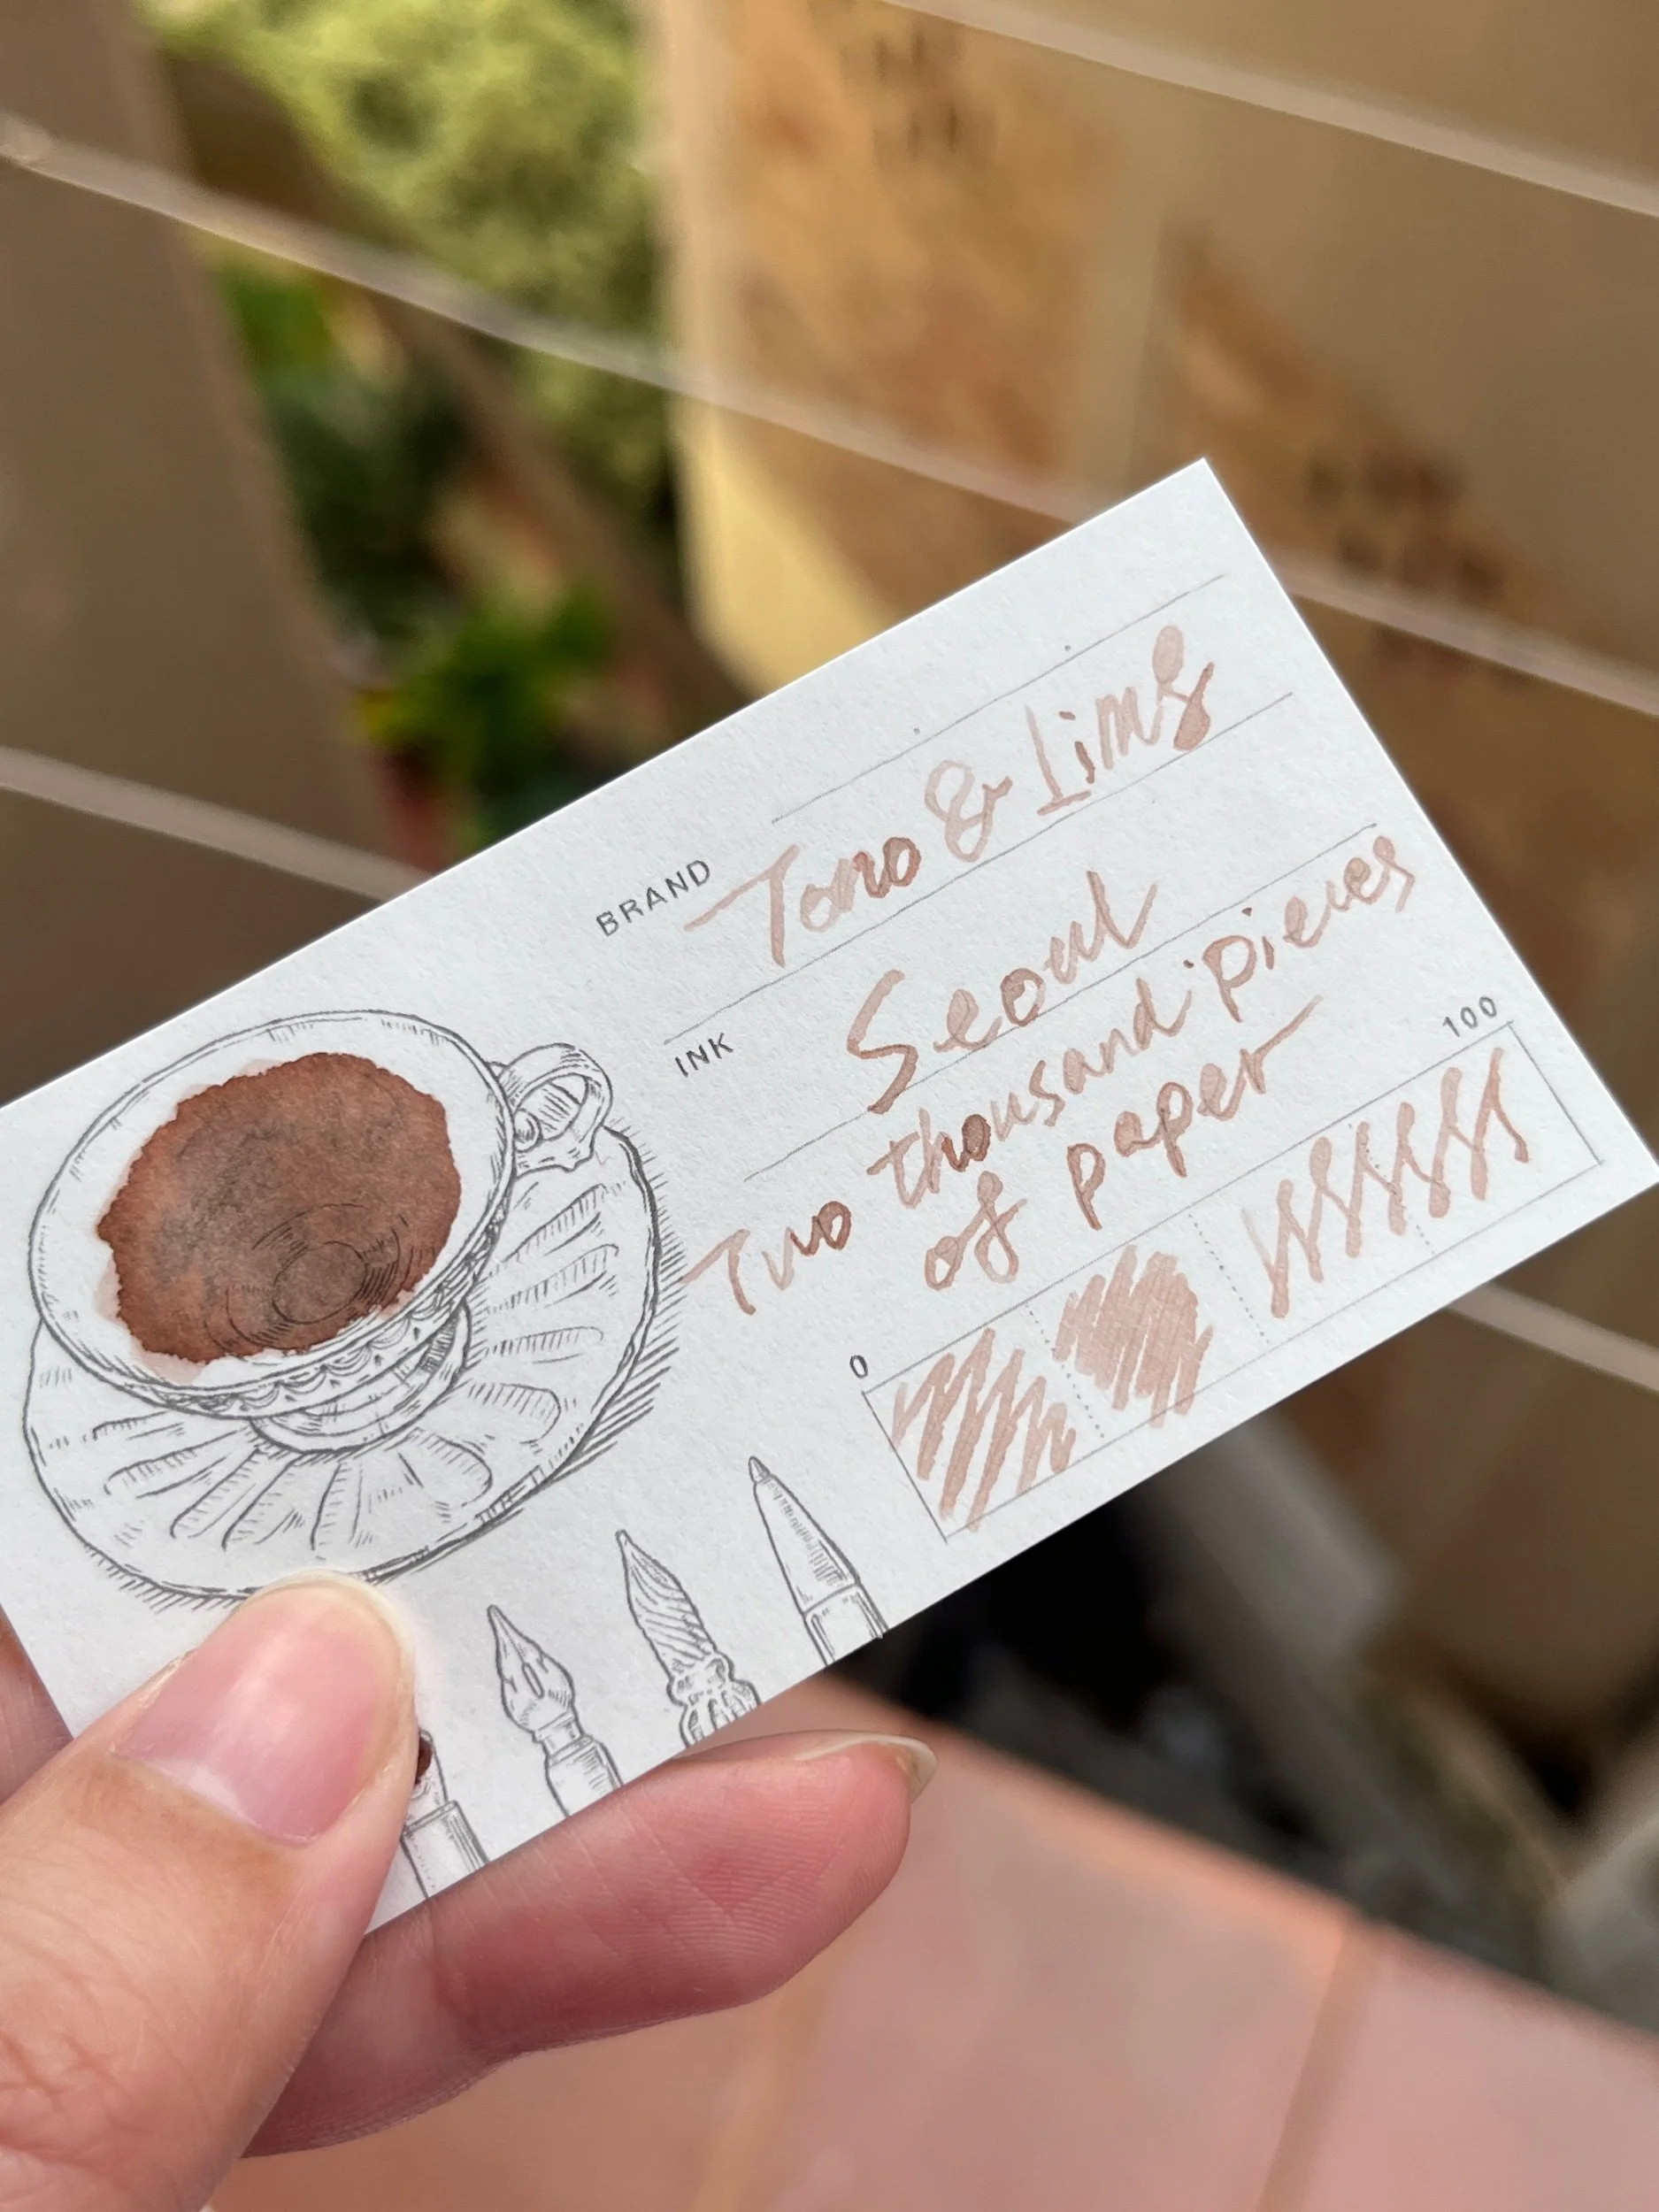 BRAND Tono & Lims
INK Seoul
Two thousand pieces
of paper
0 100